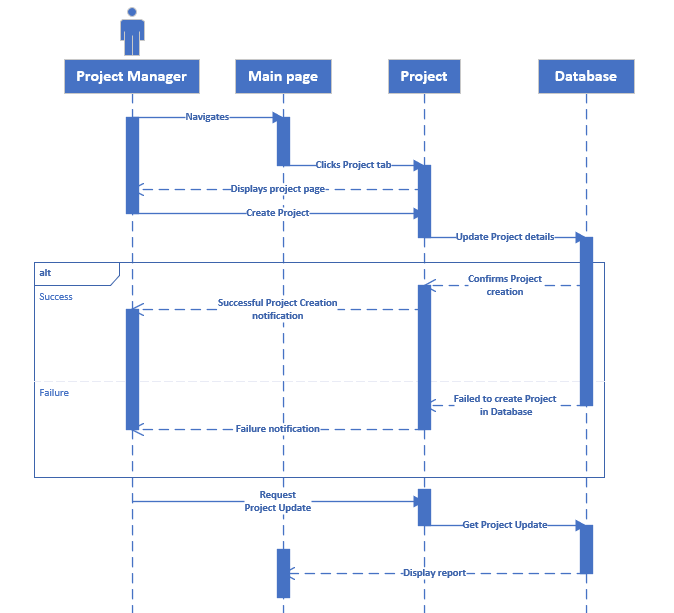 Project Manager
Main page
Project
Database
Navigates
Clicks Project tab
Displays project page
Create Project
Update Project details
alt
Success
Confirms Project
creation
Successful Project Creation
notification
Failure
Failed to create Project
in Database
Failure notification
Request
Project Update
Get Project Update
Display report